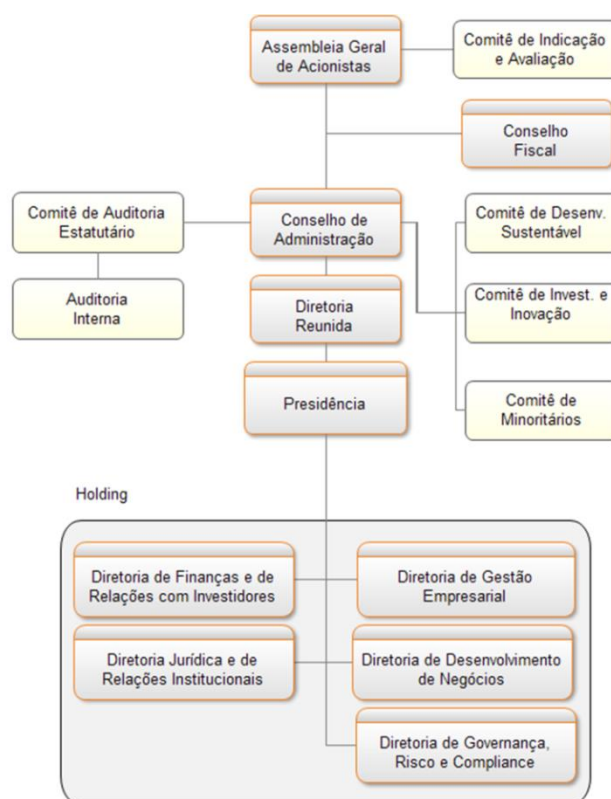 Assembleia Geral
de Acionistas
Comitê de Indicação
e Avaliação
Conselho
Fiscal
Comitê de Auditoria
Estatutário
Conselho de
Administração
Comitê de Desenv.
Sustentável
Auditoria
Interna
Diretoria
Reunida
Comitê de Invest. e
Inovação
Presidência
Comitê de
Minoritários
Holding
Diretoria de Finanças e de
Relações com Investidores
Diretoria de Gestão
Empresarial
Diretoria Jurídica e de
Relações Institucionais
Diretoria de Desenvolvimento
de Negócios
Diretoria de Governança,
Risco e Compliance